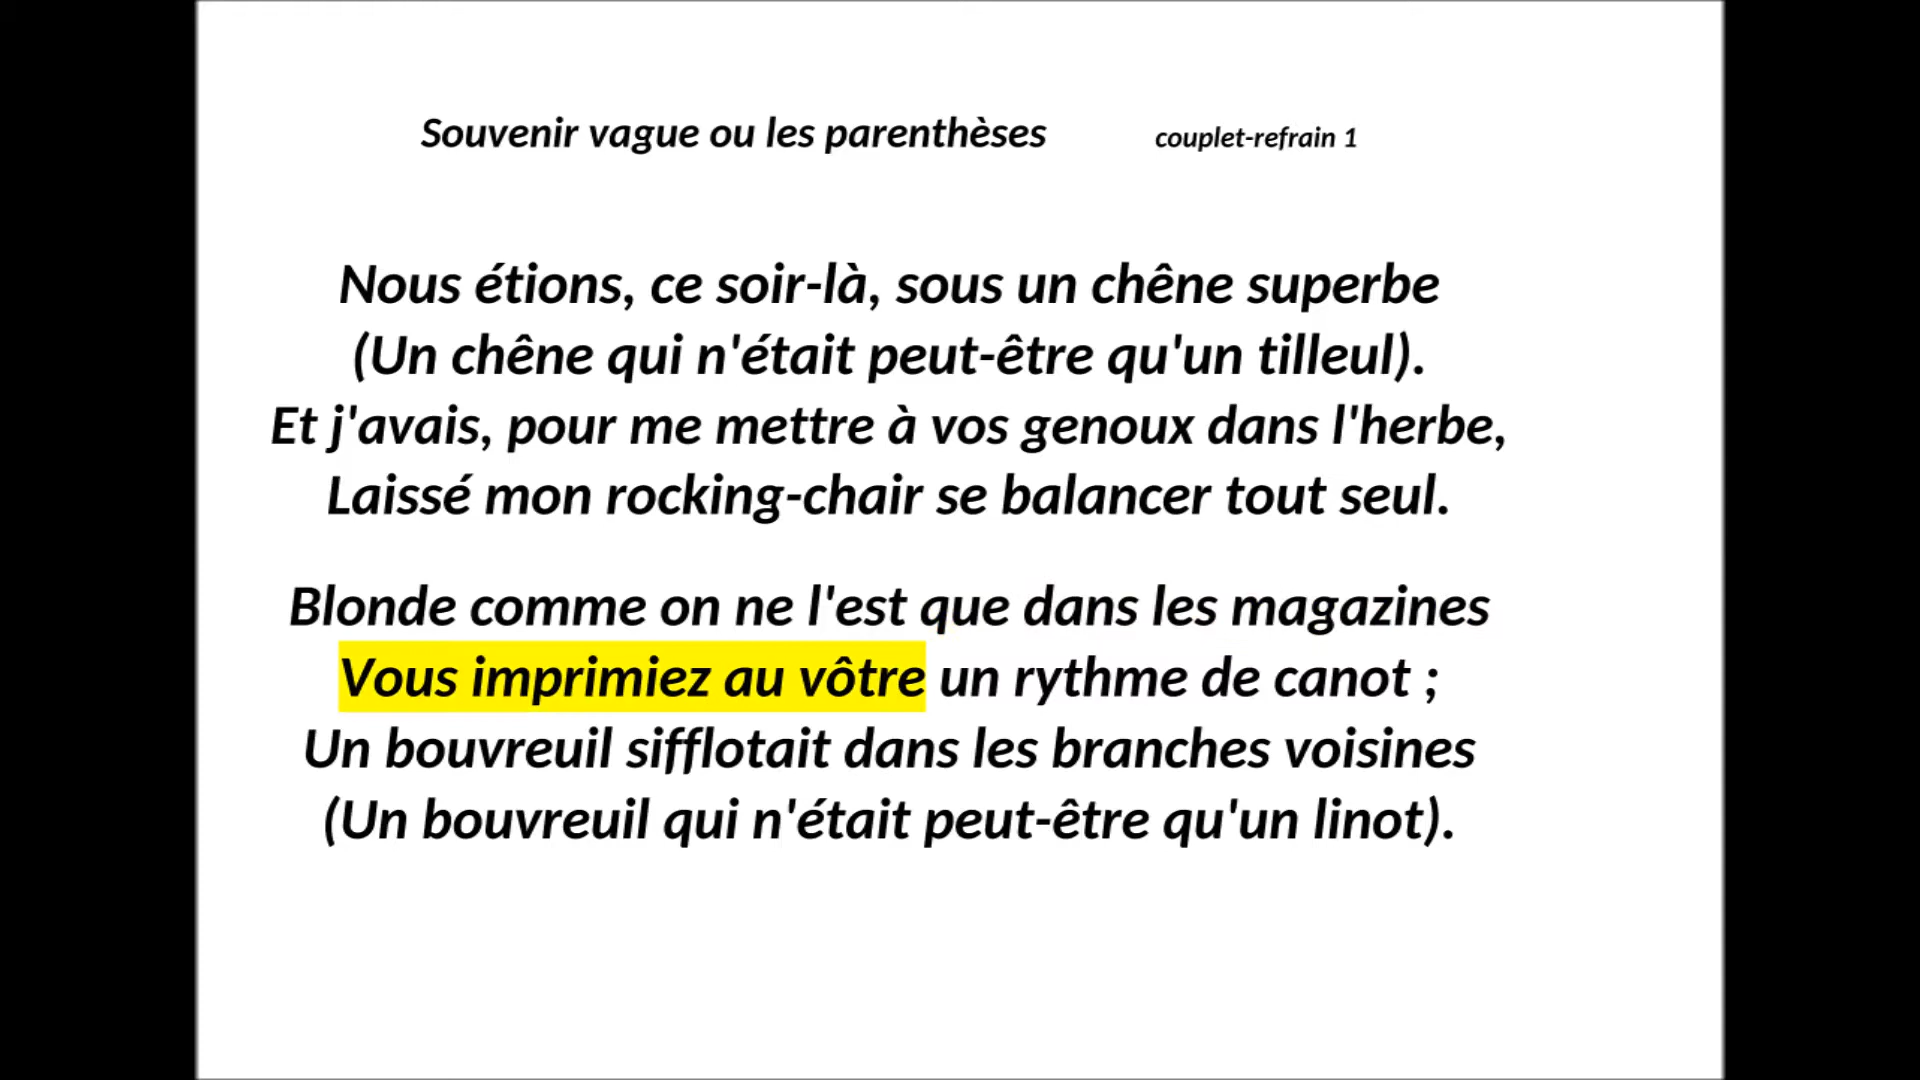 Souvenir vague ou les parenthèses couplet-refrain 1
Nous étions, ce soir-là, sous un chêne superbe
(Un chêne qui n'était peut-être qu'un tilleul).
Et j'avais, pour me mettre à vos genoux dans l'herbe,
Laissé mon rocking-chair se balancer tout seul.
Blonde comme on ne l'est que dans les magazines
Vous imprimiez au vôtre un rythme de canot ;
Un bouvreuil sifflotait dans les branches voisines
(Un bouvreuil qui n'était peut-être qu'un linot).